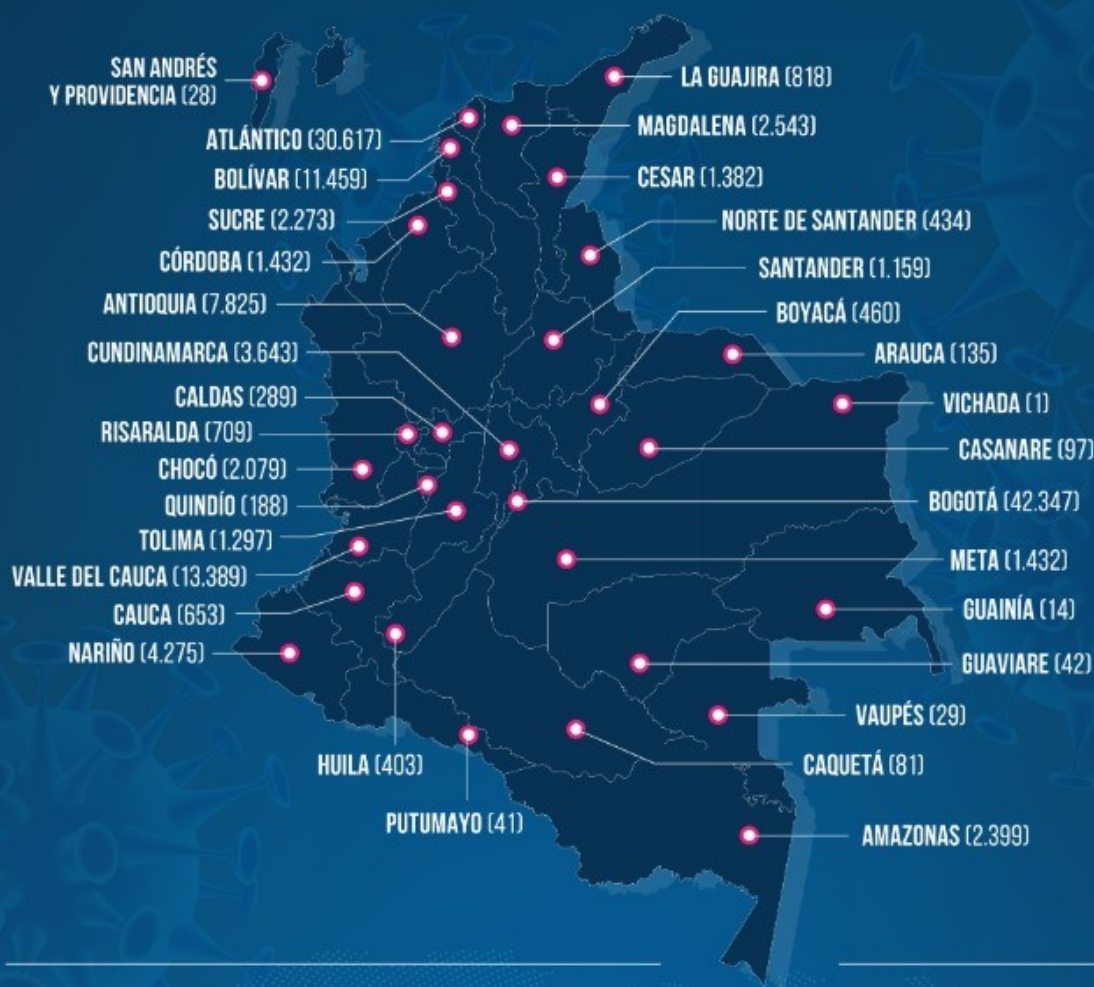 SAN ANDRÉS
Y PROVIDENCIA (28)
ATLÁNTICO (30.617)
BOLÍVAR (11.459)
SUCRE (2.273)
CÓRDOBA (1.432)
ANTIOQUIA (7.825)
CUNDINAMARCA (3.643)
CALDAS (289)
RISARALDA (709)
CHOCÓ (2.079)
QUINDÍO (188)
TOLIMA (1.297)
VALLE DEL CAUCA (13.389)
CAUCA (653)
NARIÑO (4.275)
HUILA (403)
PUTUMAYO (41)
LA GUAJIRA (818)
MAGDALENA (2.543)
CESAR (1.382)
NORTE DE SANTANDER (434)
SANTANDER (1.159)
BOYACÁ (460)
ARAUCA (135)
VICHADA (1)
CASANARE (97)
BOGOTÁ (42.347)
META (1.432)
GUAINÍA (14)
GUAVIARE (42)
VAUPÉS (29)
CAQUETÁ (81)
AMAZONAS (2.399)